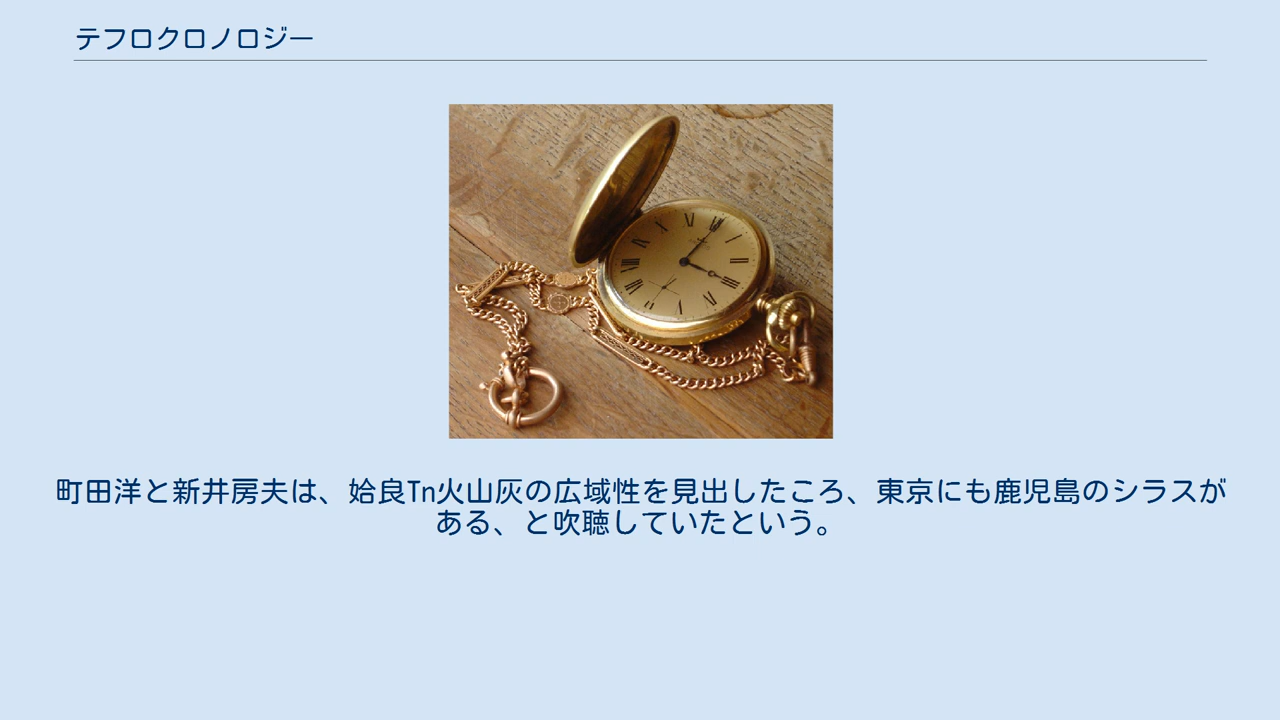 テフロクロノロジー
町田洋と新井房夫は、姶良Tn火山灰の広域性を見出したころ、東京にも鹿児島のシラスが
ある、と吹聴していたという。